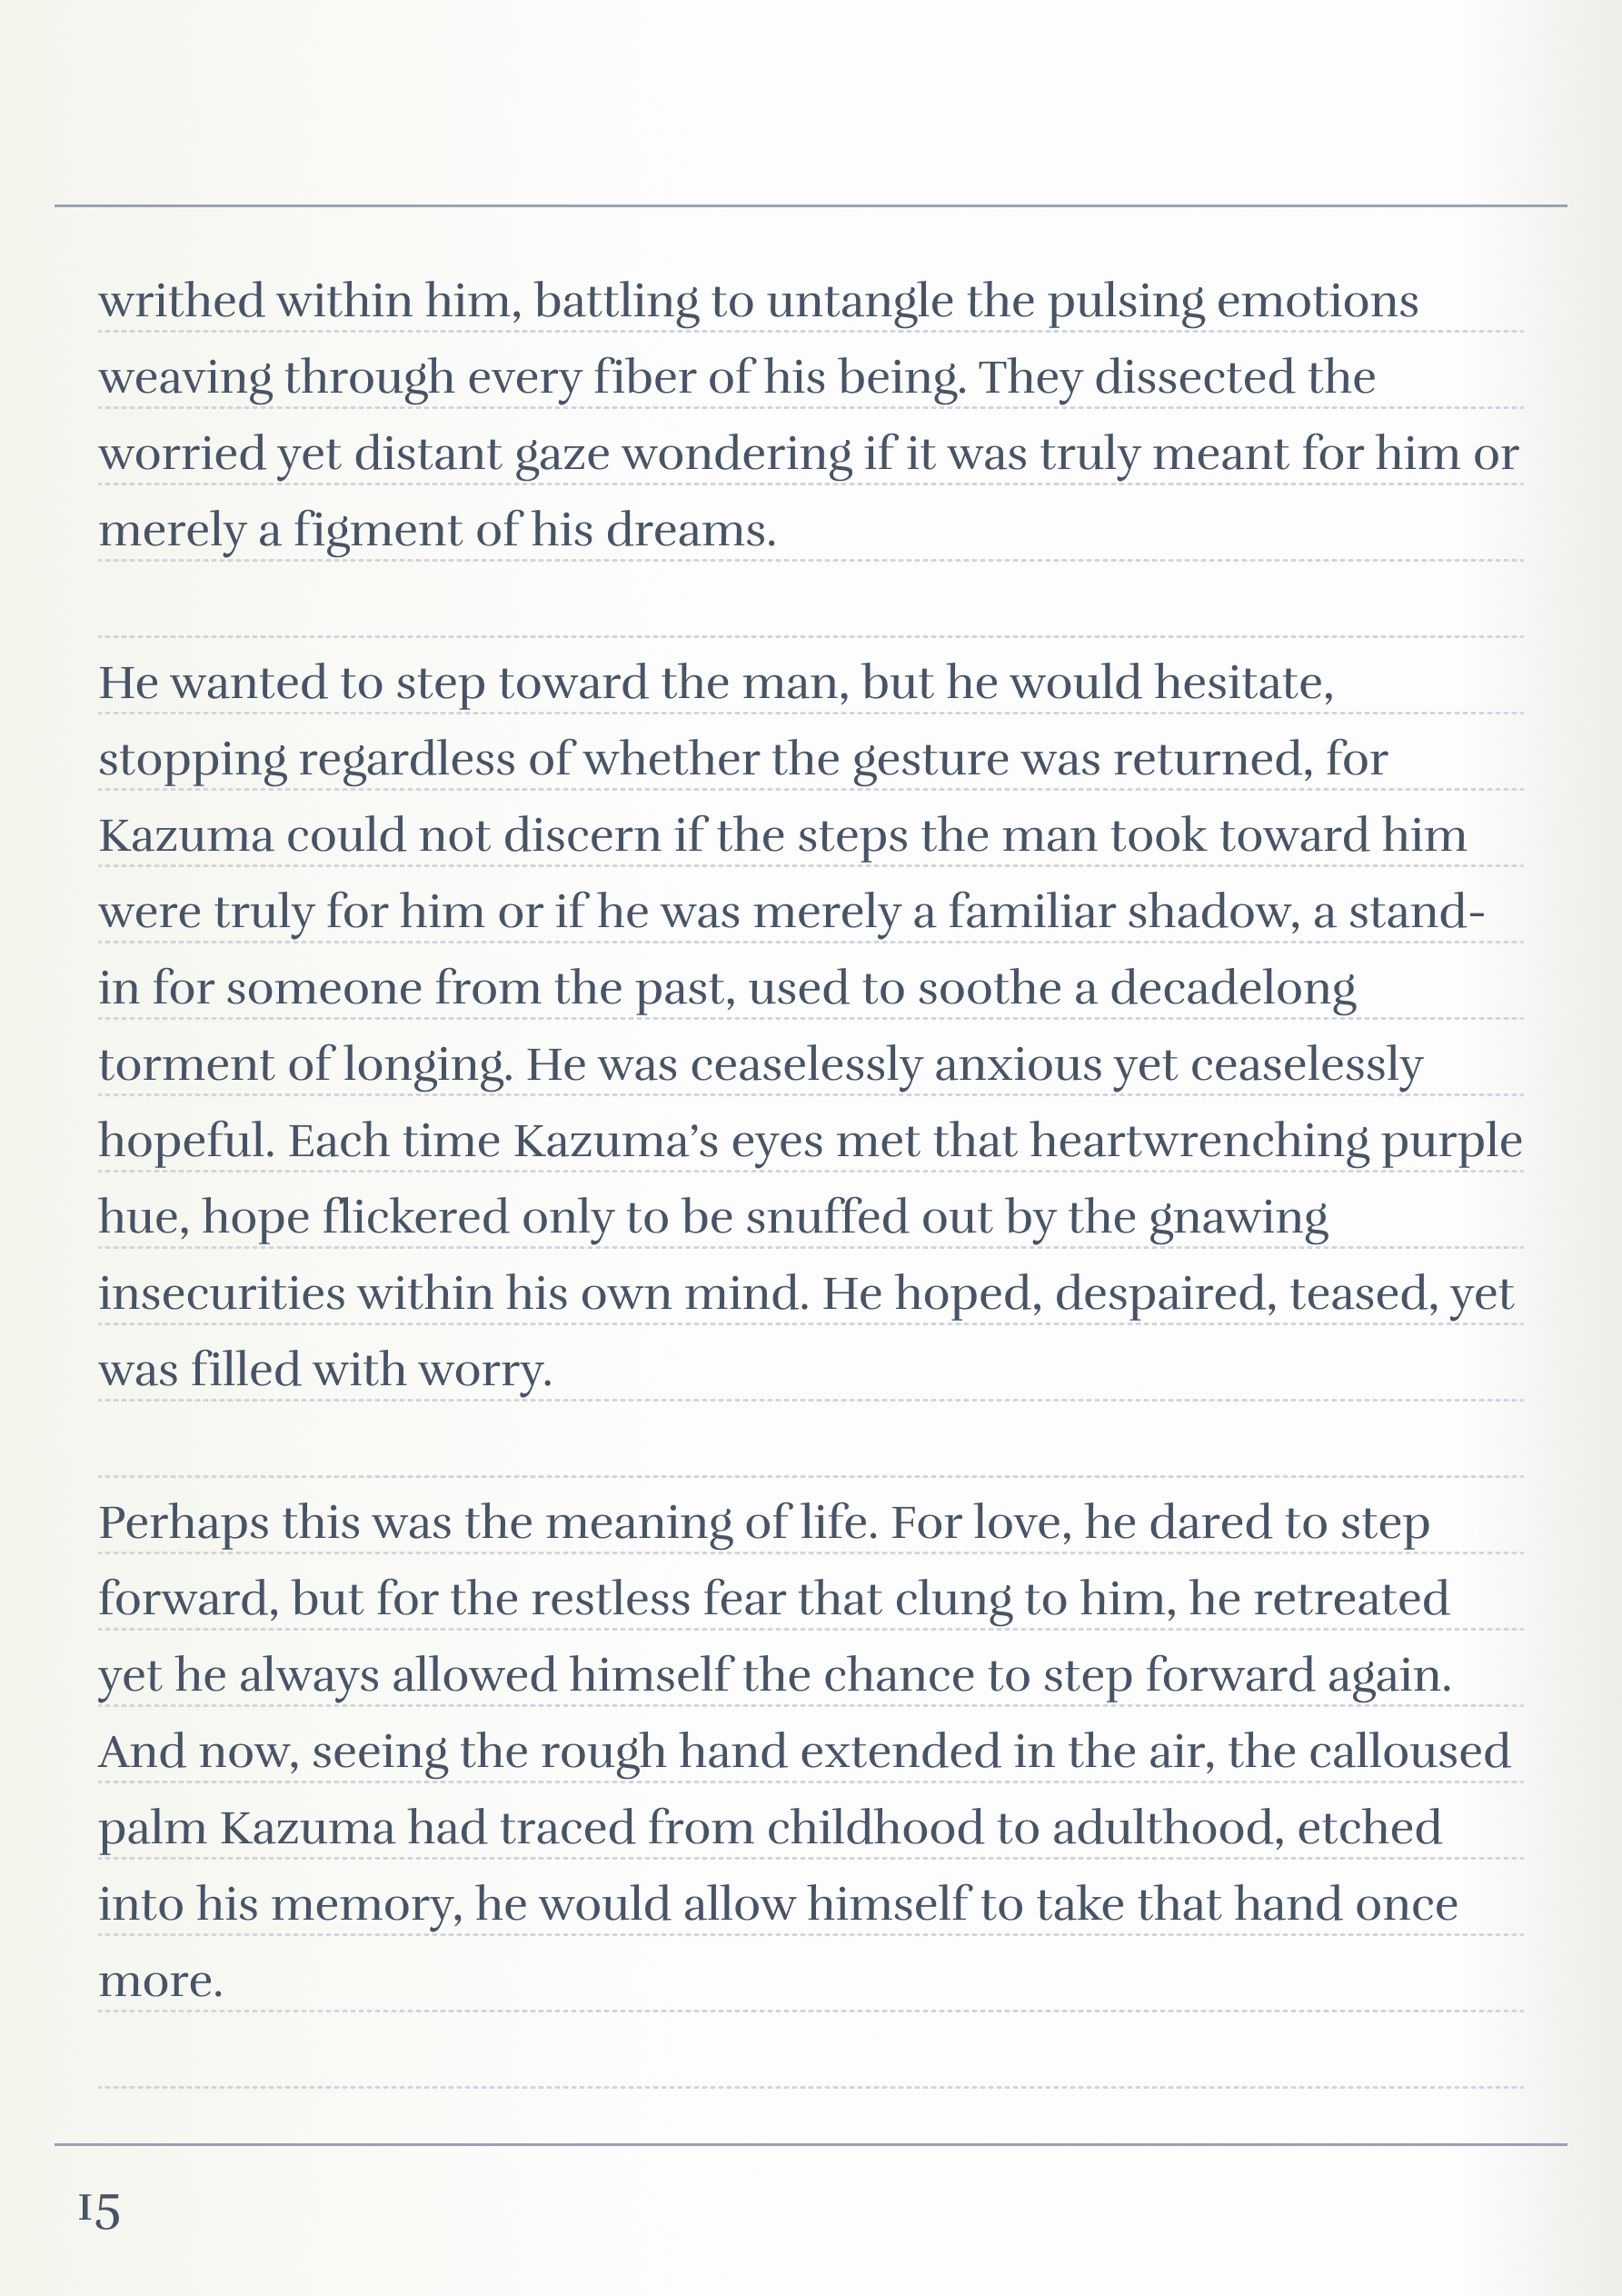 writhed within him, battling to untangle the pulsing emotions
weaving through every fiber of his being. They dissected the
worried yet distant gaze wondering if it was truly meant for him or
merely a figment of his dreams.
He wanted to step toward the man, but he would hesitate,
stopping regardless of whether the gesture was returned, for
Kazuma could not discern if the steps the man took toward him
were truly for him or if he was merely a familiar shadow, a stand-
in for someone from the past, used to soothe a decadelong
torment of longing. He was ceaselessly anxious yet ceaselessly
hopeful. Each time Kazuma’s eyes met that heartwrenching purple
hue, hope flickered only to be snuffed out by the gnawing
insecurities within his own mind. He hoped, despaired, teased, yet
was filled with worry.
Perhaps this was the meaning of life. For love, he dared to step
forward, but for the restless fear that clung to him, he retreated
yet he always allowed himself the chance to step forward again.
And now, seeing the rough hand extended in the air, the calloused
palm Kazuma had traced from childhood to adulthood, etched
into his memory, he would allow himself to take that hand once
more.
15